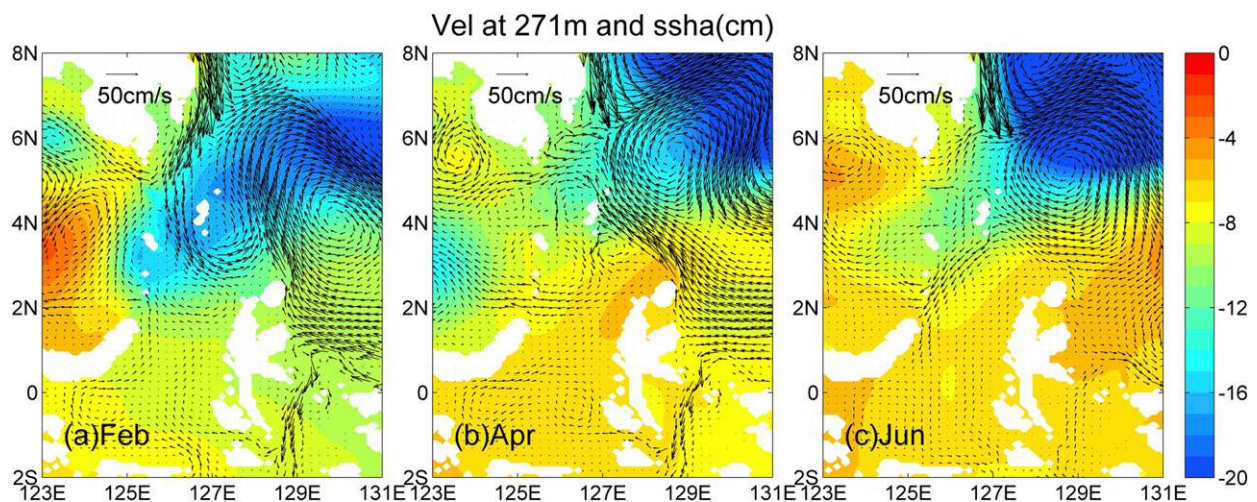 Vel at 271m and ssha(cm)
8N
6N
4N
2N
0
2S
50cm/s
(a)Feb
123E 125E 127E 129E 131E
8N
6N
4N
2N
0
2S
50cm/s
(b)Apr
123E 125E 127E 129E 131E
8N
6N
4N
2N
0
2S
50cm/s
(c)Jun
123E 125E 127E 129E 131E
0
-4
-8
-12
-16
-20